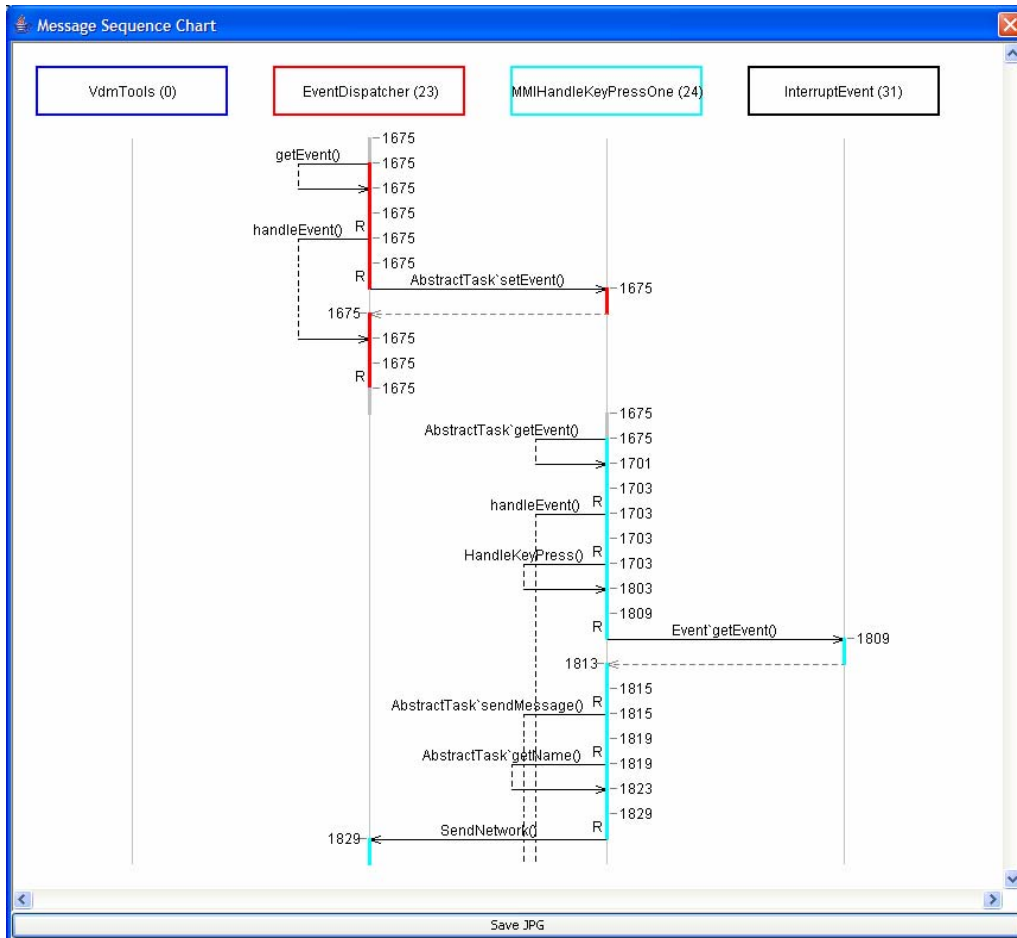 Message Sequence Chart
VdmTools (0)
EventDispatcher (23)
MMIHandleKeyPressOne (24)
InterruptEvent (31)
1675
getEvent()
1675
1675
1675
R
handleEvent()
1675
1675
R
AbstractTask`setEvent()
1675
1675
1675
1675
R
1675
1675
AbstractTask`getEvent()
1675
1701
1703
R
handleEvent()
1703
1703
R
HandleKeyPress()
1703
1803
1809
R
Event`getEvent()
1809
1813
1815
R
AbstractTask`sendMessage()
1815
1819
R
AbstractTask`getName()
1819
1823
1829
R
SendNetwork()
1829
Save JPG